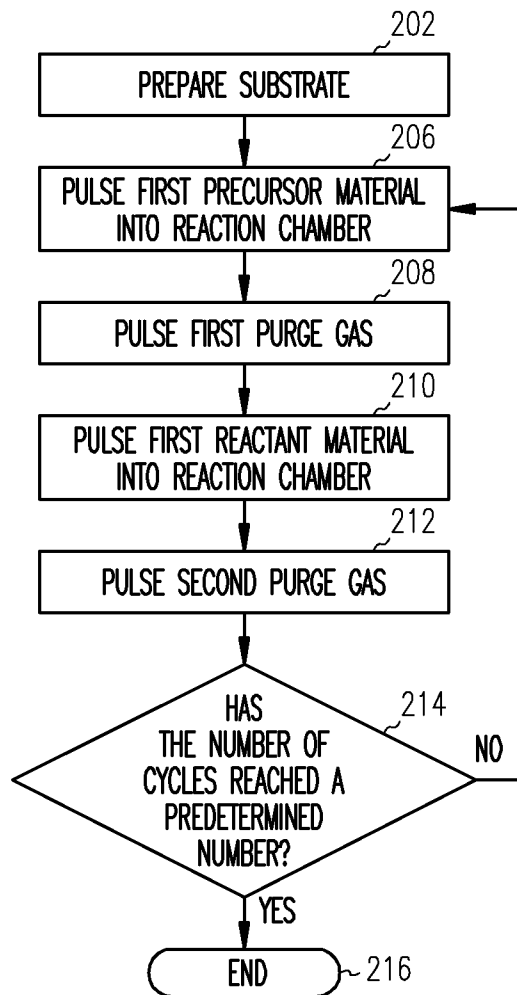 202
PREPARE SUBSTRATE
206
PULSE FIRST PRECURSOR MATERIAL
INTO REACTION CHAMBER
208
PULSE FIRST PURGE GAS
210
PULSE FIRST REACTANT MATERIAL
INTO REACTION CHAMBER
212
PULSE SECOND PURGE GAS
214
HAS
THE NUMBER OF
CYCLES REACHED A
PREDETERMINED
NUMBER?
NO
YES
END
216